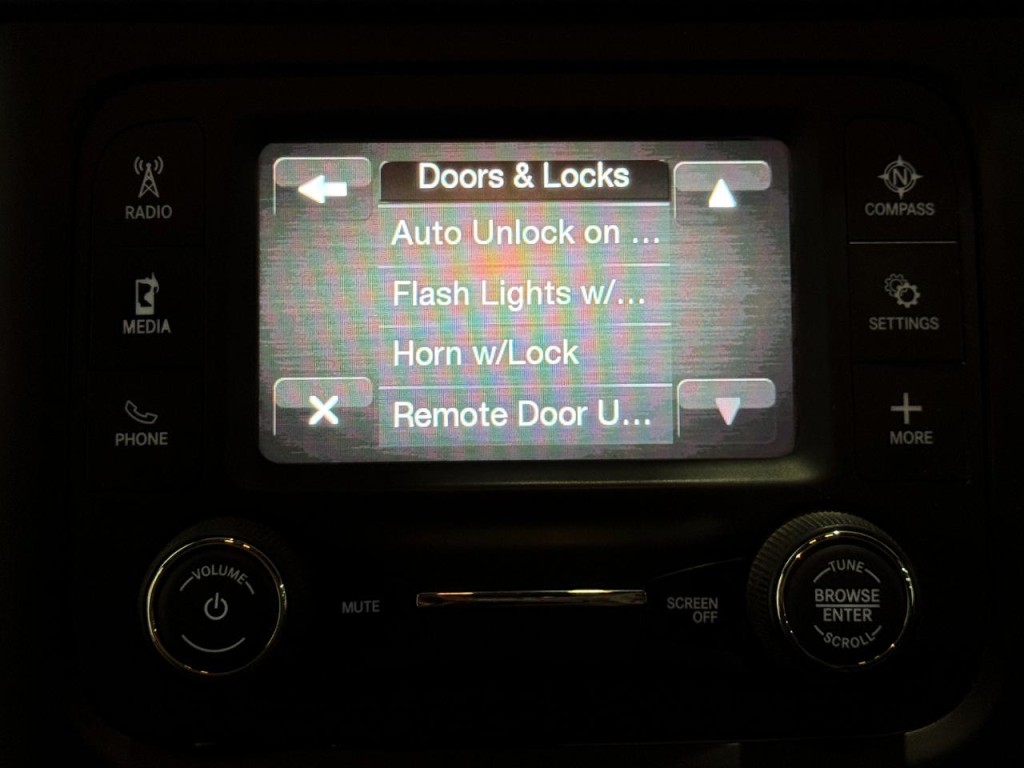 RADIO
MEDIA
PHONE
Doors & Locks
Auto Unlock on ...
Flash Lights w/...
Horn w/Lock
Remote Door U...
N
COMPASS
SETTINGS
MORE
VOLUME
MUTE
SCREEN
OFF
TUNE
BROWSE
ENTER
SCROLL